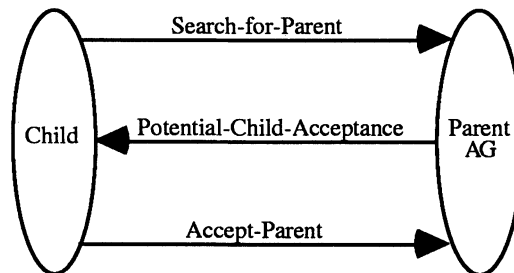 Search-for-Parent
Child
Potential-Child-Acceptance
Parent
AG
Accept-Parent